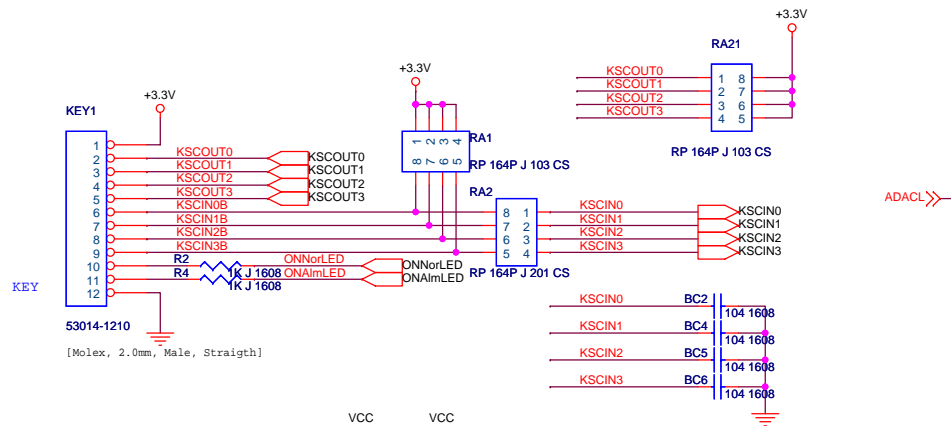 +3.3V
RA21
KSCOUT0
KSCOUT1
KSCOUT2
KSCOUT3
1 8
2 7
3 6
4 5
RP 164P J 103 CS
+3.3V
RA1
1 2 3 4
8 7 6 5
RP 164P J 103 CS
KEY1
+3.3V
1
2 KSCOUT0 KSCOUT0
3 KSCOUT1 KSCOUT1
4 KSCOUT2 KSCOUT2
5 KSCOUT3 KSCOUT3
6 KSCIN0B
7 KSCIN1B
8 KSCIN2B
9 KSCIN3B
10 R2 1K J 1608 ONNorLED ONNorLED
11 R4 1K J 1608 ONAlmLED ONAlmLED
12
KEY
53014-1210
[Molex, 2.0mm, Male, Straigth]
RA2
8 1 KSCIN0 KSCIN0
7 2 KSCIN1 KSCIN1
6 3 KSCIN2 KSCIN2
5 4 KSCIN3 KSCIN3
RP 164P J 201 CS
ADACL
KSCIN0 BC2 104 1608
KSCIN1 BC4 104 1608
KSCIN2 BC5 104 1608
KSCIN3 BC6 104 1608
VCC VCC